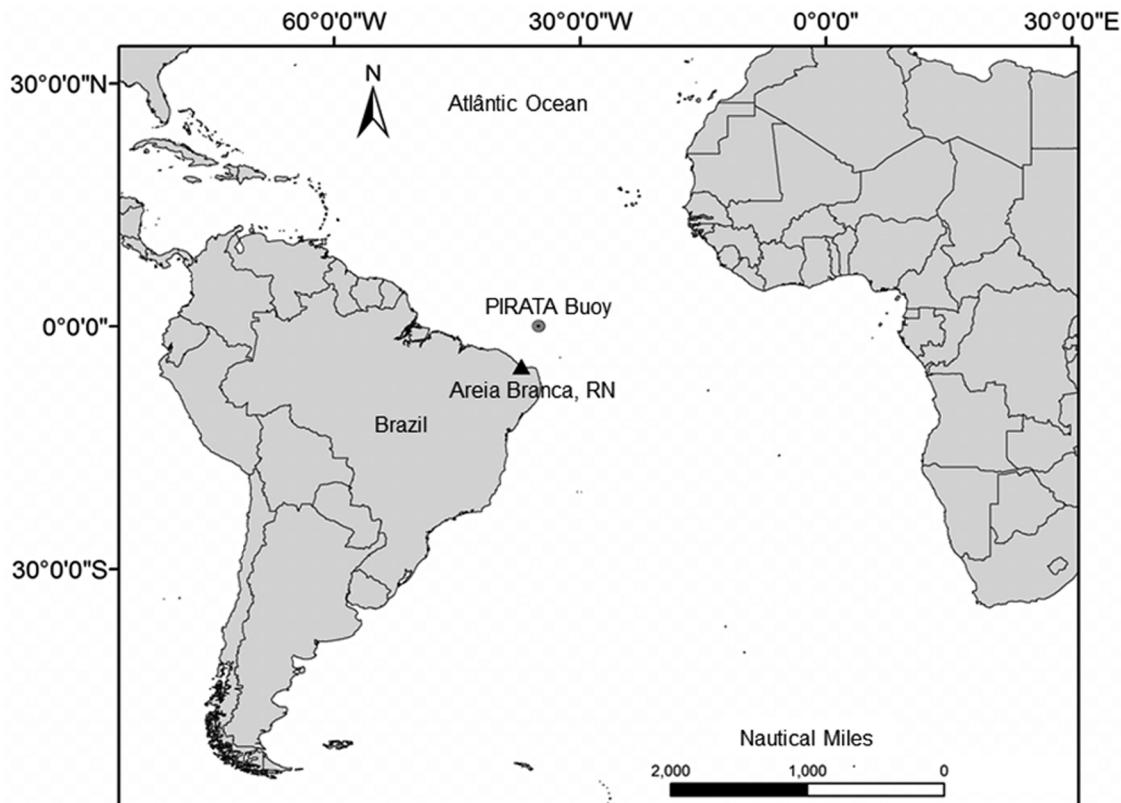 60°0'0"W 30°0'0"W 0°0'0" 30°0'0"E
30°0'0"N
N
Atlântic Ocean
PIRATA Buoy
0°0'0"
Areia Branca, RN
Brazil
30°0'0"S
Nautical Miles
2,000 1,000 0